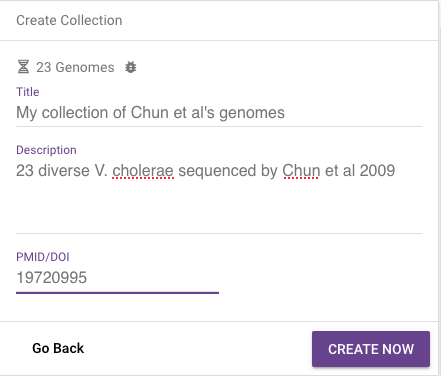 Create Collection
23 Genomes
Title
My collection of Chun et al's genomes
Description
23 diverse V. cholerae sequenced by Chun et al 2009
PMID/DOI
19720995
Go Back
CREATE NOW